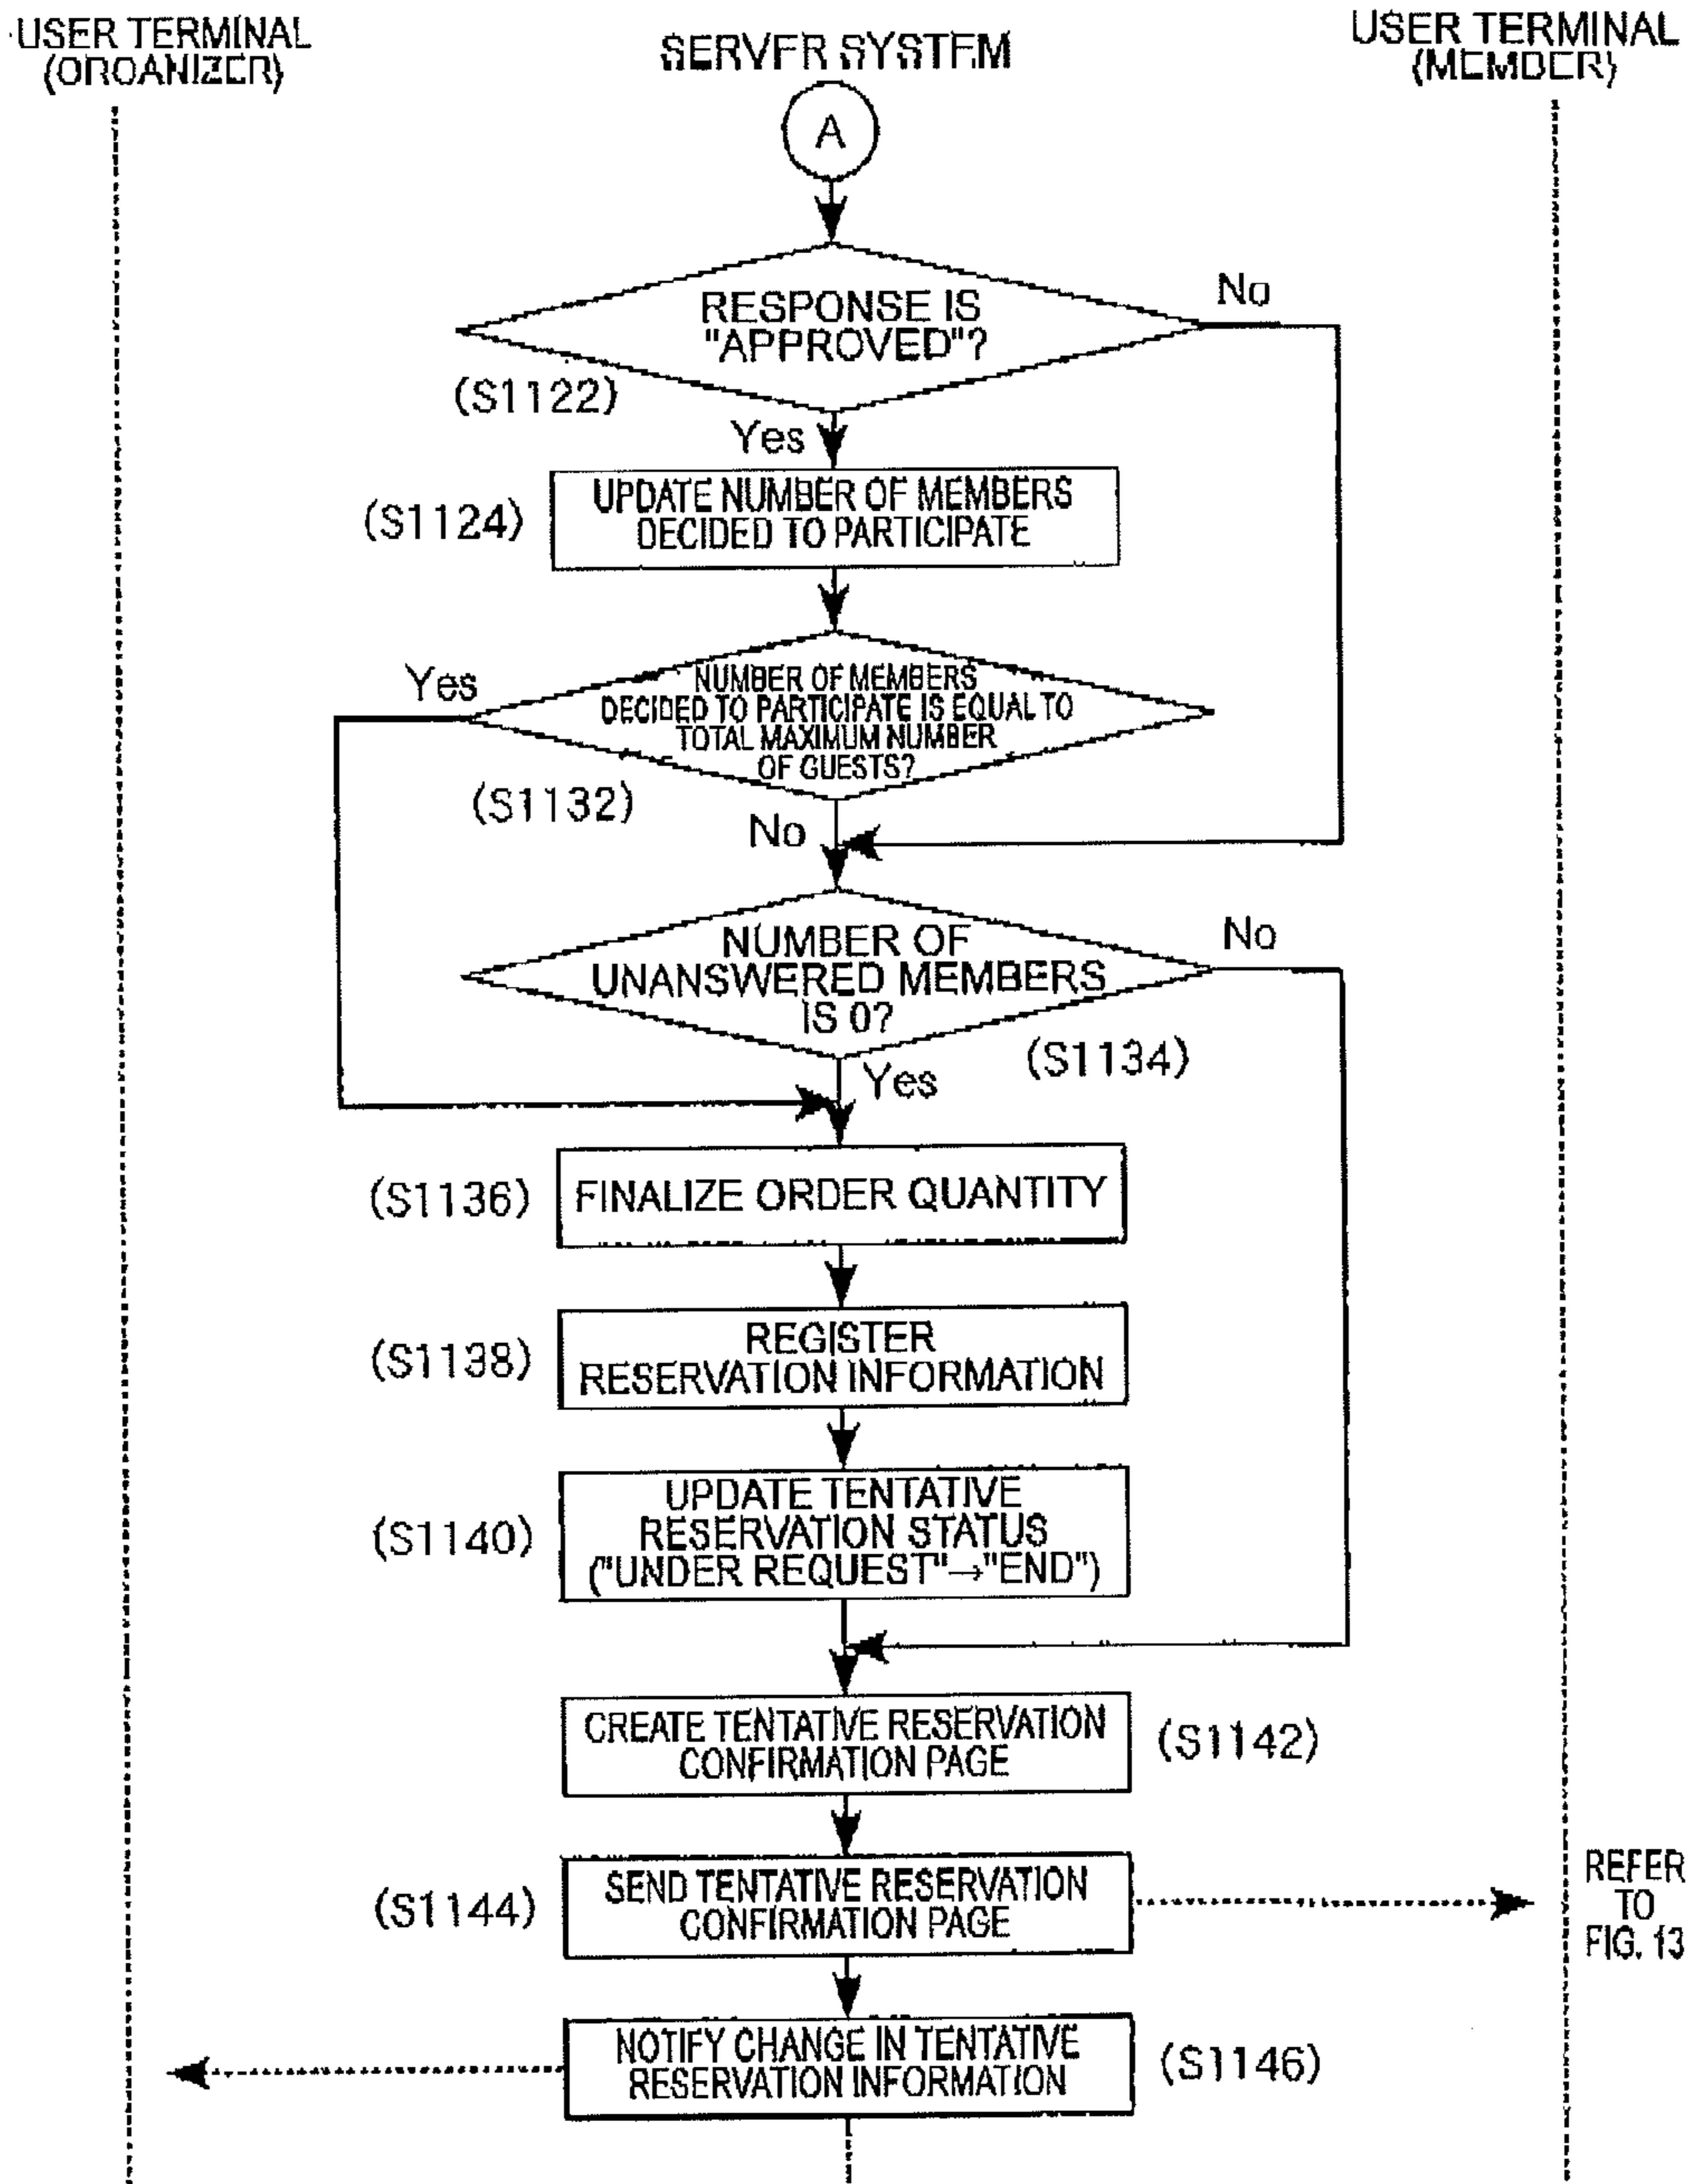 USER TERMINAL
(ORGANIZER)
SERVER SYSTEM
USER TERMINAL
(MEMBER)
A
RESPONSE IS
"APPROVED"?
No
(S1122)
Yes
(S1124)
UPDATE NUMBER OF MEMBERS
DECIDED TO PARTICIPATE
Yes
NUMBER OF MEMBERS
DECIDED TO PARTICIPATE IS EQUAL TO
TOTAL MAXIMUM NUMBER
OF GUESTS?
(S1132)
No
NUMBER OF
UNANSWERED MEMBERS
IS 0?
No
(S1134)
Yes
(S1136)
FINALIZE ORDER QUANTITY
(S1138)
REGISTER
RESERVATION INFORMATION
(S1140)
UPDATE TENTATIVE
RESERVATION STATUS
("UNDER REQUEST"→"END")
CREATE TENTATIVE RESERVATION
CONFIRMATION PAGE
(S1142)
(S1144)
SEND TENTATIVE RESERVATION
CONFIRMATION PAGE
REFER
TO
FIG. 13
NOTIFY CHANGE IN TENTATIVE
RESERVATION INFORMATION
(S1146)